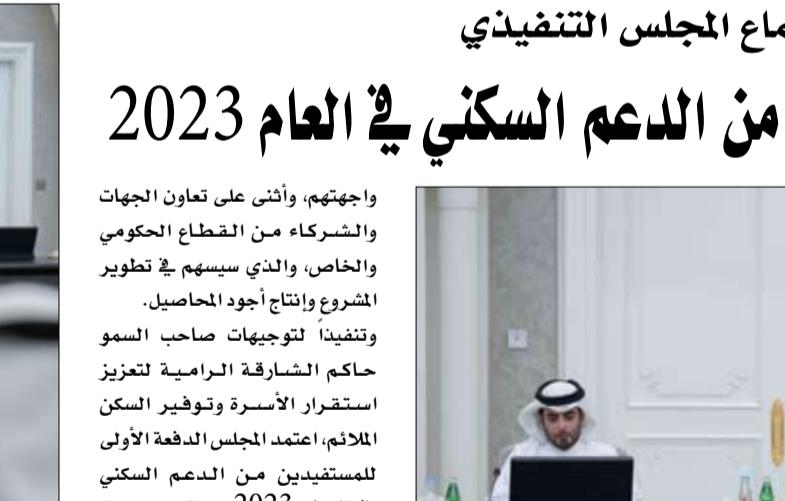 ماع المجلس التنفيذي
من الدعم السكني في العام 2023
واجهتهم، وأثنى على تعاون الجهات
والشركاء من القطاع الحكومي
والخاص، والذي سيسهم في تطوير
المشروع وإنتاج أجود المحاصيل.
وتنفيذاً لتوجيهات صاحب السمو
حاكم الشارقة الرامية لتعزيز
استقرار الأسرة وتوفير السكن
الملائم، اعتمد المجلس الدفعة الأولى
للمستفيدين من الدعم السكني
2023